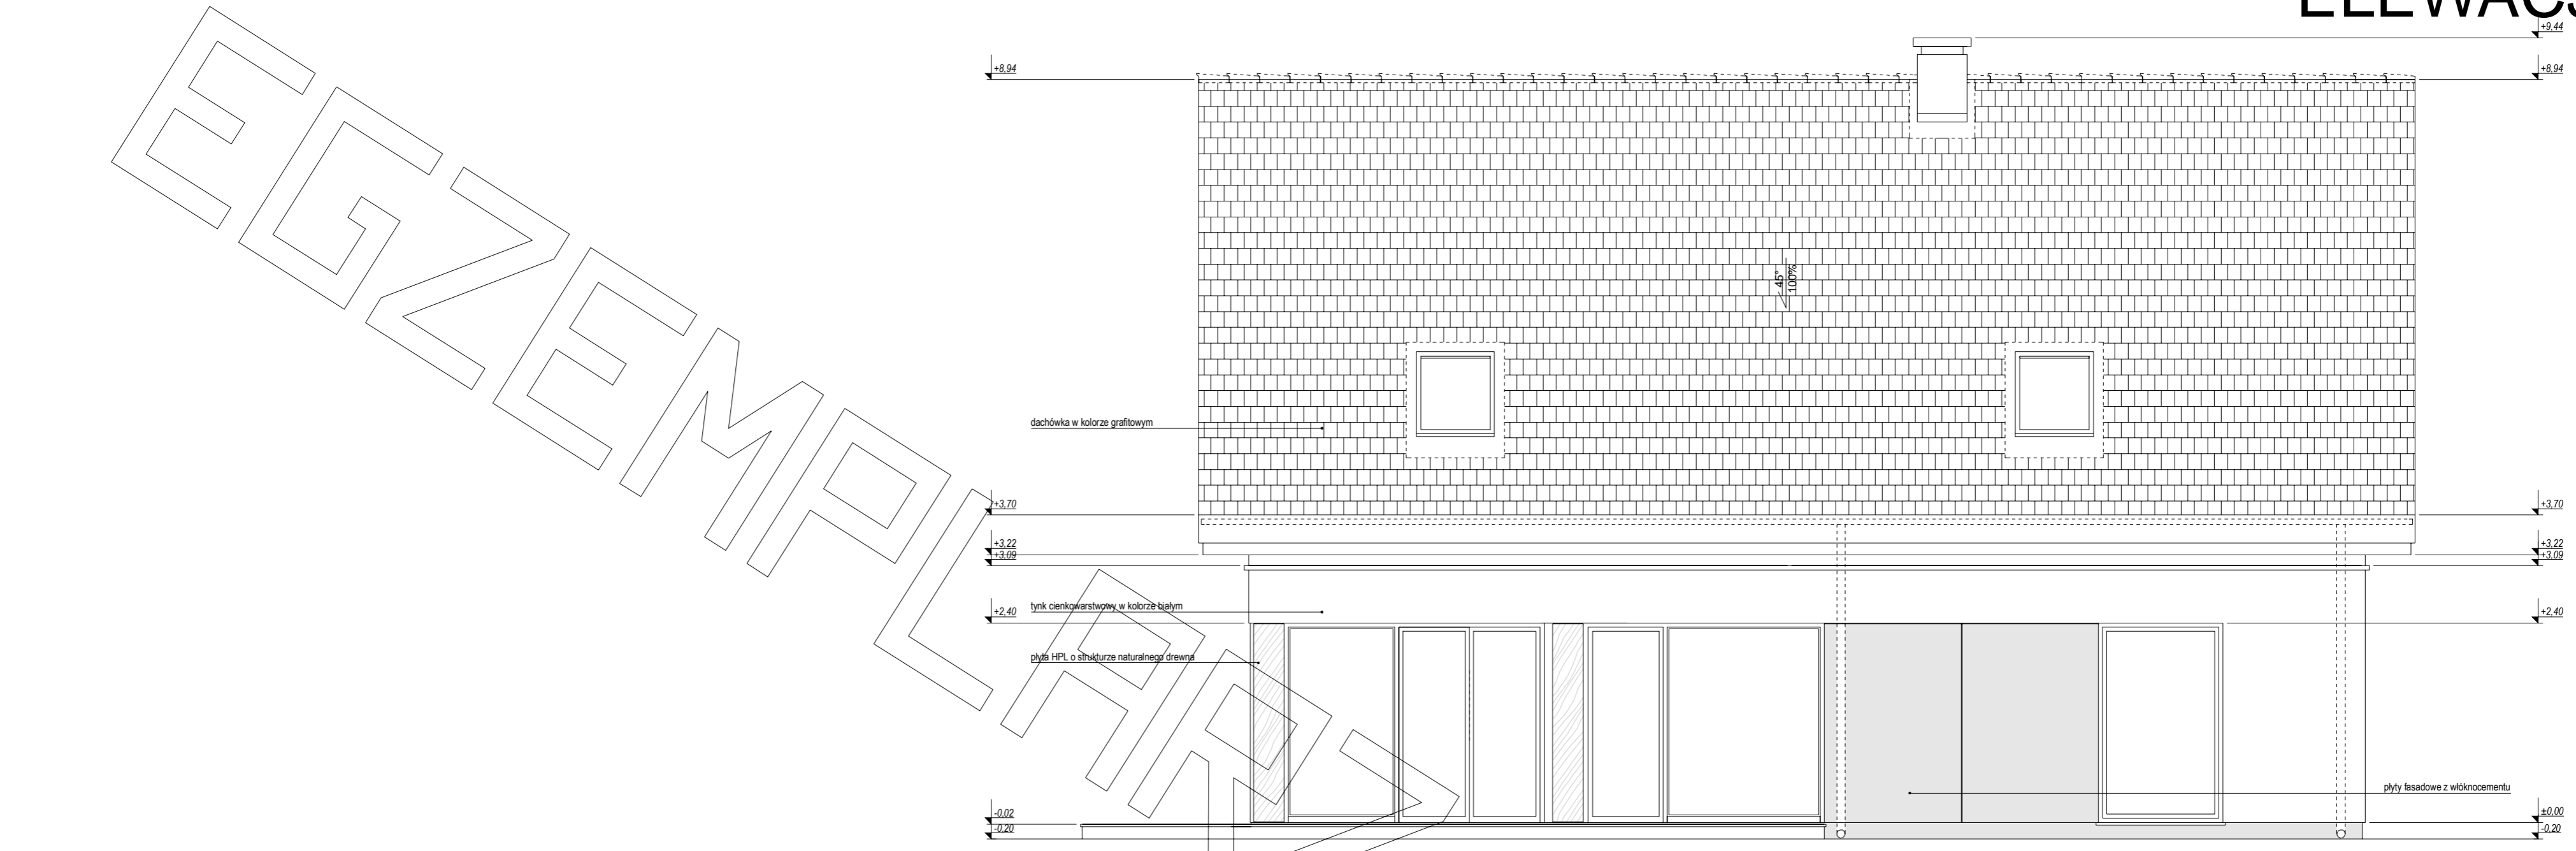 ELEWACJ
+9,44
+8,94
+8,94
45°
100%
dachówka w kolorze grafitowym
+3,70
+3,70
+3,22
+3,22
+3,09
+3,09
tynk cienkowarstwowy w kolorze białym
+2,40
+2,40
płyta HPL o strukturze naturalnego drewna
płyty fasadowe z włóknocementu
-0,02
±0,00
-0,20
-0,20
EGZEMPLARZ